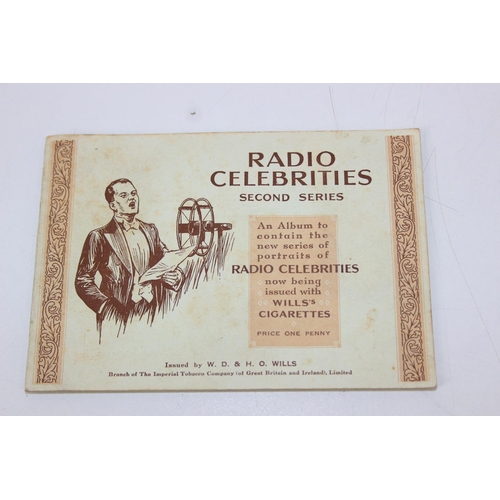 RADIO
CELEBRITIES
SECOND SERIES
An Album to
contain the
new series of
portraits of
RADIO CELEBRITIES
now being
issued with
WILLS'S
CIGARETTES
PRICE ONE PENNY
Issued by W. D. & H. O. WILLS
Branch of The Imperial Tobacco Company (of Great Britain and Ireland), Limited